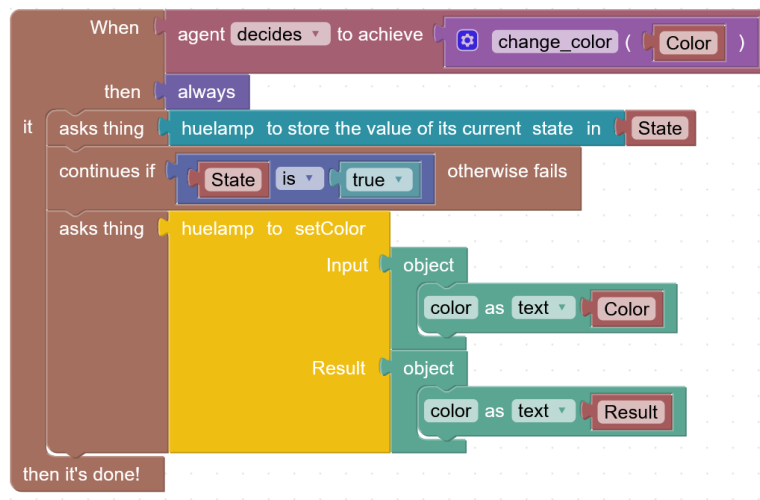 When agent decides to achieve change_color ( Color )
then always
it asks thing huelamp to store the value of its current state in State
continues if State is true otherwise fails
asks thing huelamp to setColor
Input object
color as text Color
Result object
color as text Result
then it's done!